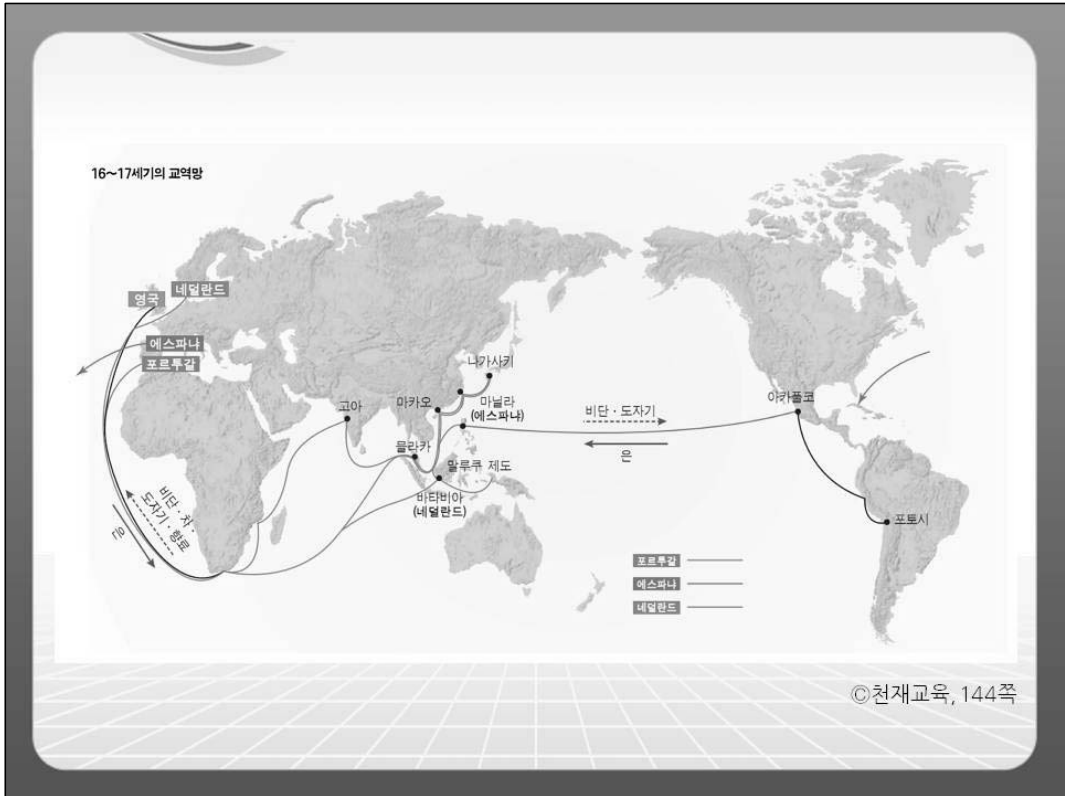 16~17세기의 교역망
영국
네덜란드
에스파냐
포르투갈
비단·차·
도자기·향료
은
고아
마카오
나가사키
마닐라
(에스파냐)
믈라카
말루쿠 제도
바타비아
(네덜란드)
비단·도자기
은
아카풀코
포토시
포르투갈
에스파냐
네덜란드
©천재교육, 144쪽